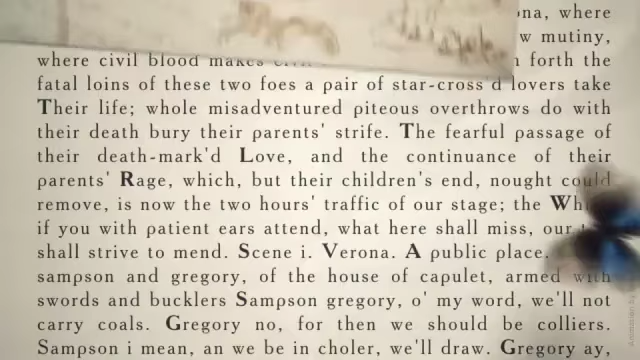 ona, where
w mutiny,
where civil blood makes
forth the
fatal loins of these two foes a pair of star-cross'd lovers take
Their life; whole misadventured piteous overthrows do with
their death bury their parents' strife. The fearful passage of
their death-mark'd Love, and the continuance of their
parents' Rage, which, but their children's end, nought could
remove, is now the two hours' traffic of our stage; the
if you with patient ears attend, what here shall miss, our
shall strive to mend. Scene i. Verona. A public place.
sampson and gregory, of the house of capulet, armed with
swords and bucklers Sampson gregory, o' my word, we'll not
carry coals. Gregory no, for then we should be colliers.
Sampson i mean, an we be in choler, we'll draw. Gregory ay,